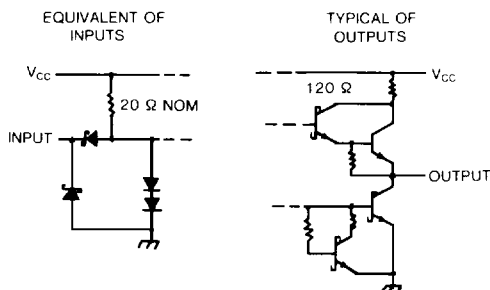 EQUIVALENT OF
INPUTS
VCC
20 Ω NOM
INPUT
TYPICAL OF
OUTPUTS
120 Ω
VCC
OUTPUT